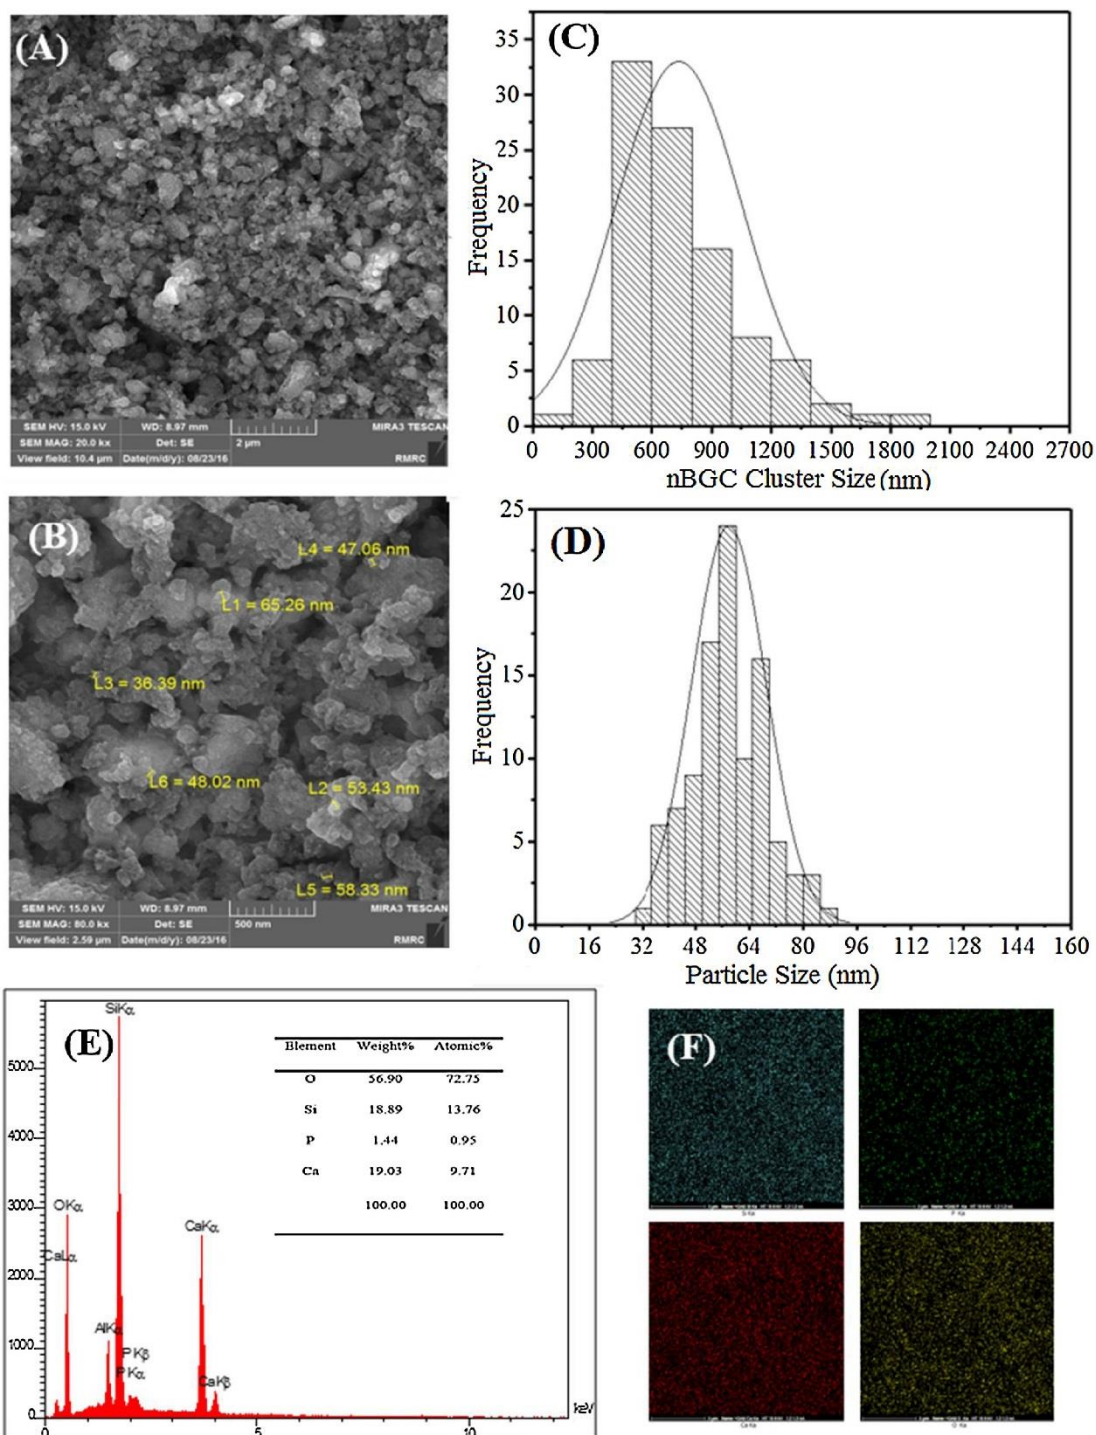 (A)
SEM HV: 15.0 kV WD: 8.97 mm MIRA3 TESCAN
SEM MAG: 20.0 kx Det: SE 2 µm
View field: 10.4 µm Date(m/d/y): 08/23/16 RMRC
(C)
Frequency
35
30
25
20
15
10
5
0
0 300 600 900 1200 1500 1800 2100 2400 2700
nBGC Cluster Size (nm)
(B)
L4 = 47.06 nm
L1 = 65.26 nm
L3 = 36.39 nm
L6 = 48.02 nm
L2 = 53.43 nm
L5 = 58.33 nm
SEM HV: 15.0 kV WD: 8.97 mm MIRA3 TESCAN
SEM MAG: 80.0 kx Det: SE 500 nm
View field: 2.59 µm Date(m/d/y): 08/23/16 RMRC
(D)
Frequency
25
20
15
10
5
0
0 16 32 48 64 80 96 112 128 144 160
Particle Size (nm)
(E)
SiKα
OKα
CaLα
AlKα
P Kβ
P Kα
CaKα
CaKβ
5000
4000
3000
2000
1000
0
0 5 10
keV
Element Weight% Atomic%
O 56.90 72.75
Si 18.89 13.76
P 1.44 0.95
Ca 19.03 9.71
100.00 100.00
(F)
P Ka
Ca Ka
O Ka